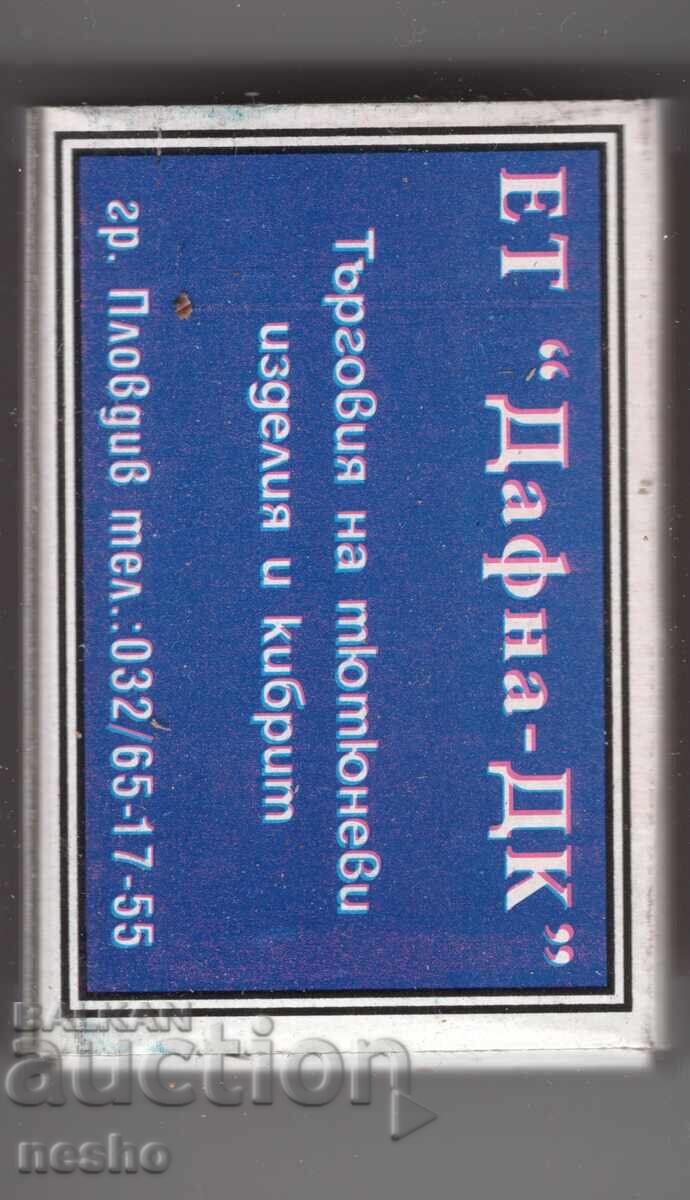 ЕТ “Дафна-ДК”
Търговия на тютюневи
изделия и кибрит
гр. Пловдив тел.:032/65-17-55
BALKAN
auction
nesho